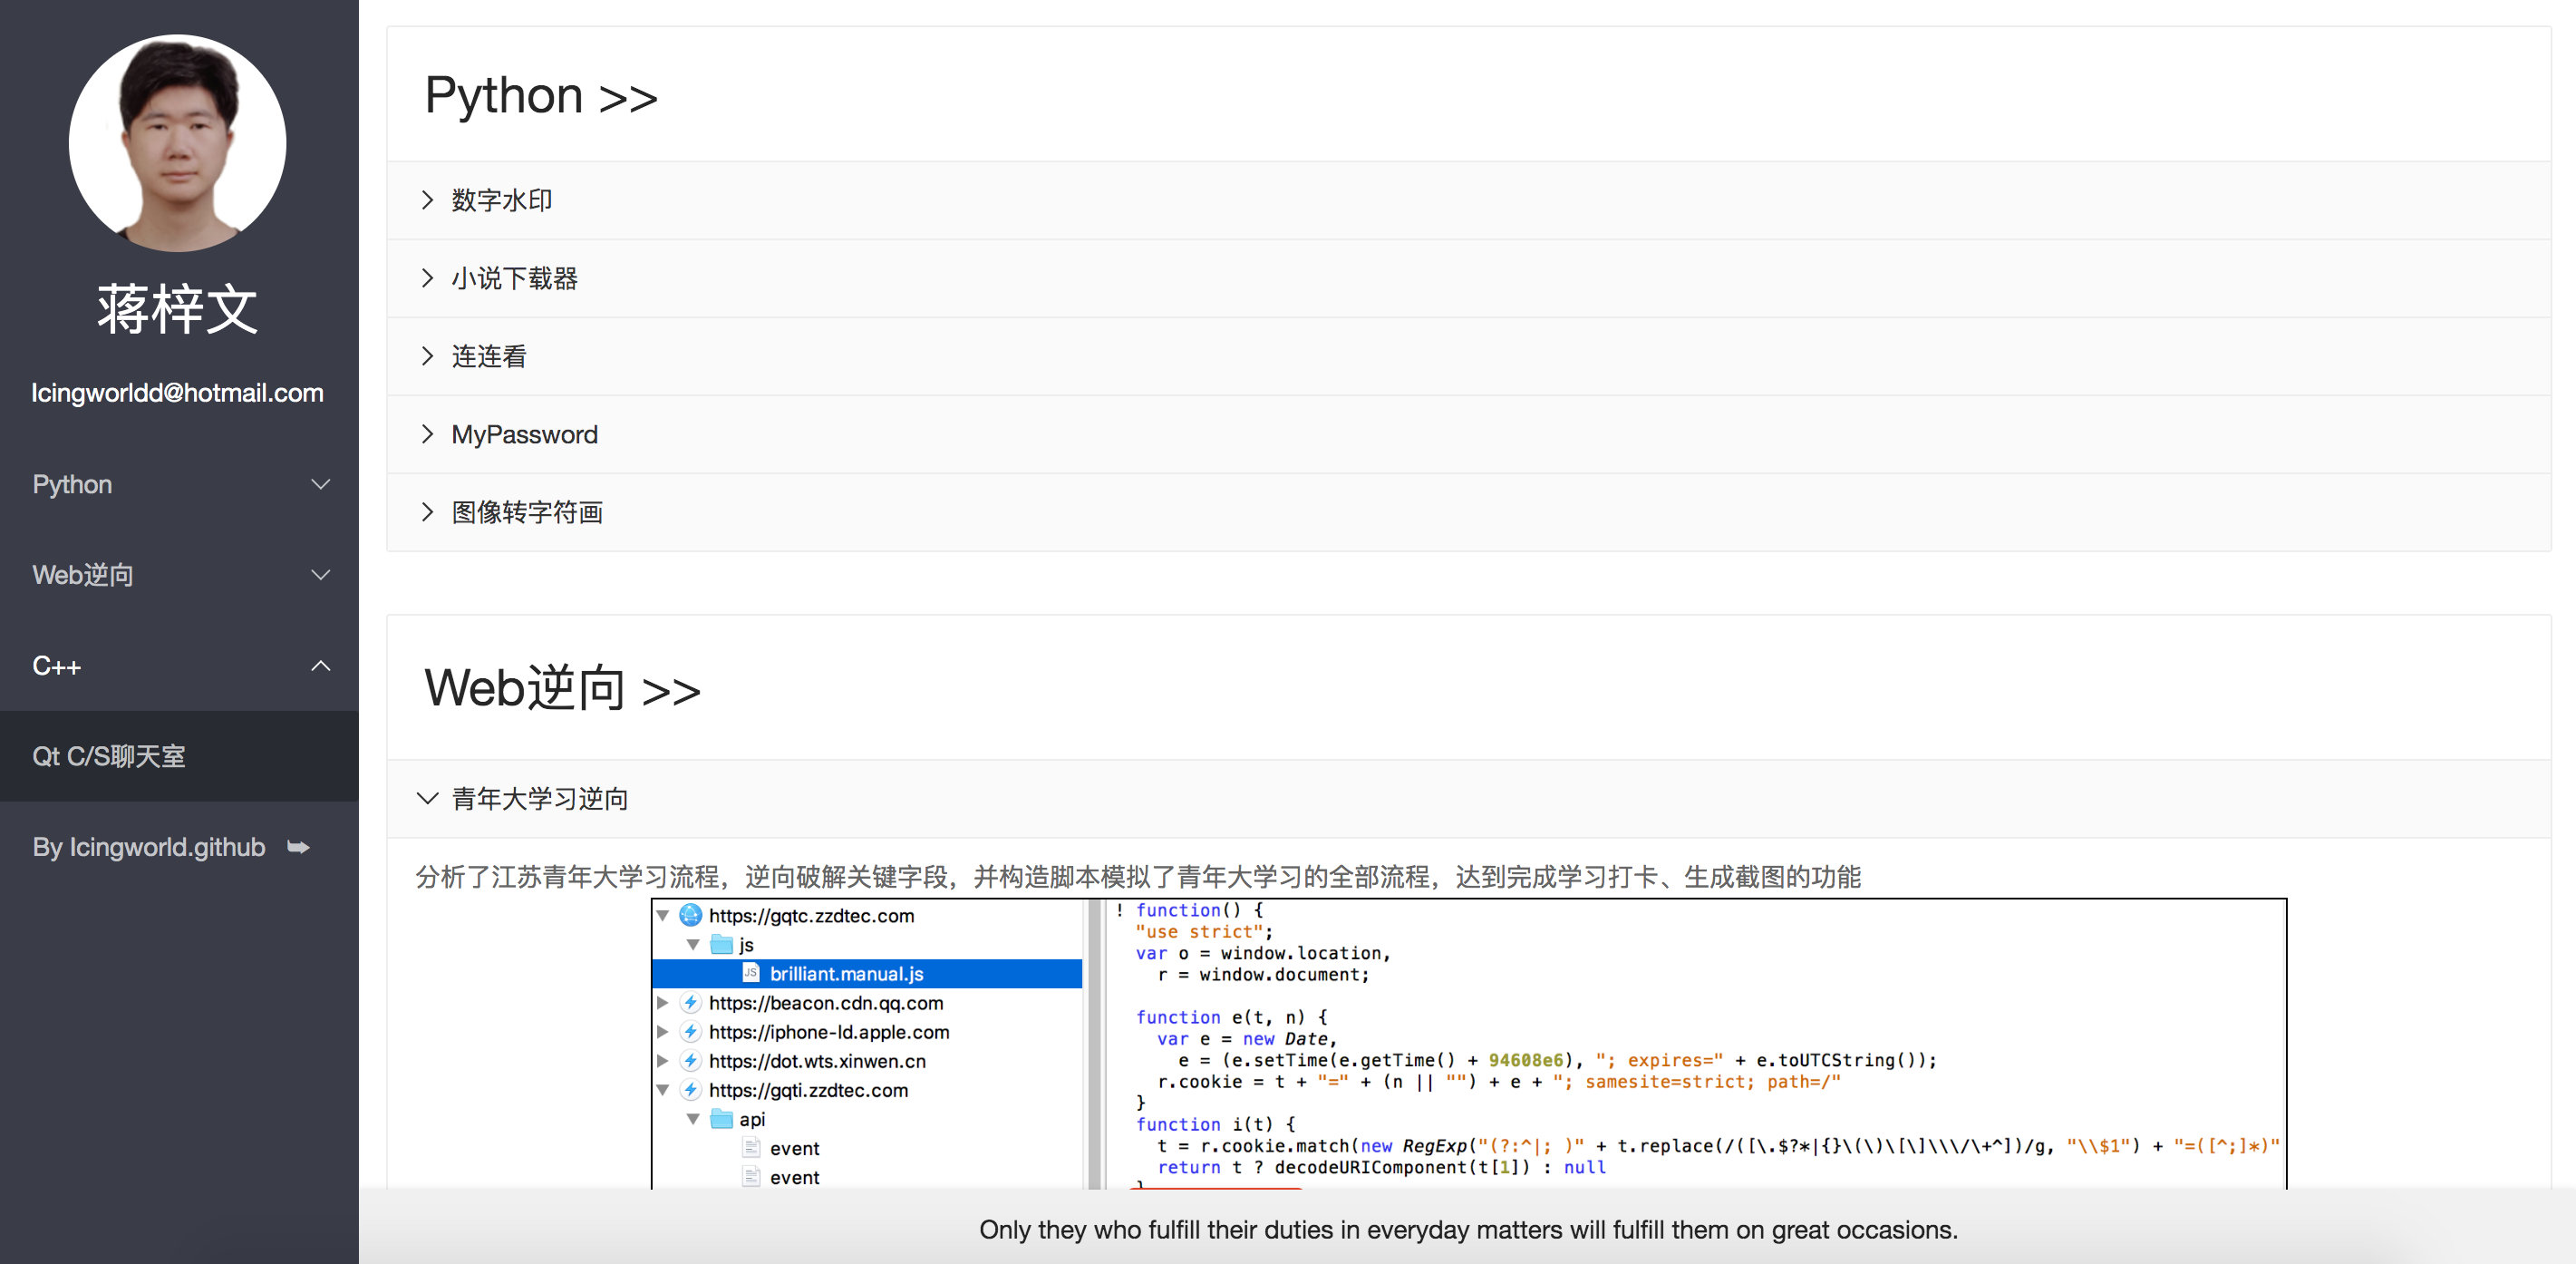 蒋梓文
Icingworldd@hotmail.com
Python
Web逆向
C++
Qt C/S聊天室
By Icingworld.github
Python >>
数字水印
小说下载器
连连看
MyPassword
图像转字符画
Web逆向 >>
青年大学习逆向
分析了江苏青年大学习流程，逆向破解关键字段，并构造脚本模拟了青年大学习的全部流程，达到完成学习打卡、生成截图的功能
https://gqtc.zzdtec.com
js
JS brilliant.manual.js
https://beacon.cdn.qq.com
https://iphone-ld.apple.com
https://dot.wts.xinwen.cn
https://gqti.zzdtec.com
api
event
event
! function() {
"use strict";
var o = window.location,
r = window.document;
function e(t, n) {
var e = new Date,
e = (e.setTime(e.getTime() + 94608e6), "; expires=" + e.toUTCString());
r.cookie = t + "=" + (n || "") + e + "; samesite=strict; path=/"
}
function i(t) {
t = r.cookie.match(new RegExp("(?:^|; )" + t.replace(/([\.$?*|{}\(\)\[\]\\\/\+^])/g, "\\$1") + "=([^;]*)"
return t ? decodeURIComponent(t[1]) : null
}
Only they who fulfill their duties in everyday matters will fulfill them on great occasions.